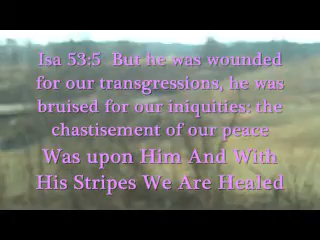 Isa 53:5  But he was wounded
for our transgressions, he was
bruised for our iniquities: the
chastisement of our peace
Was upon Him And With
His Stripes We Are Healed